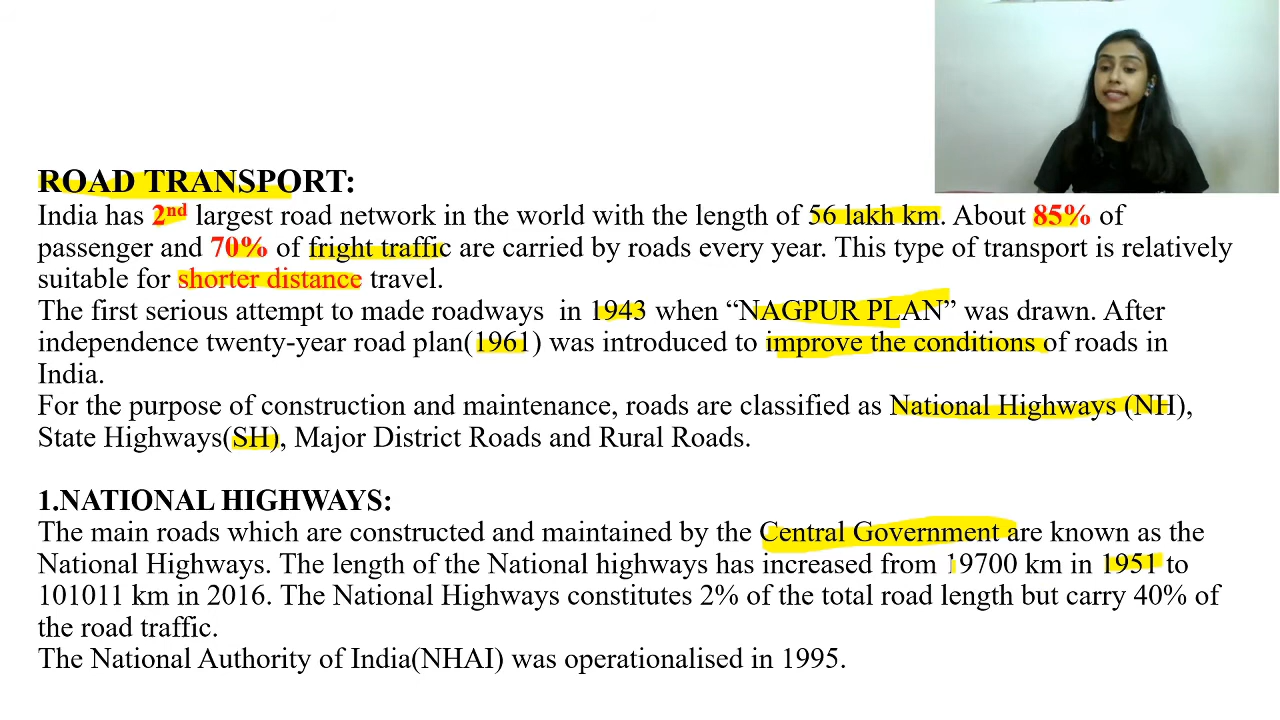 ROAD TRANSPORT:
India has 2nd largest road network in the world with the length of 56 lakh km. About 85% of
passenger and 70% of fright traffic are carried by roads every year. This type of transport is relatively
suitable for shorter distance travel.
The first serious attempt to made roadways in 1943 when “NAGPUR PLAN” was drawn. After
independence twenty-year road plan(1961) was introduced to improve the conditions of roads in
India.
For the purpose of construction and maintenance, roads are classified as National Highways (NH),
State Highways(SH), Major District Roads and Rural Roads.
1.NATIONAL HIGHWAYS:
The main roads which are constructed and maintained by the Central Government are known as the
National Highways. The length of the National highways has increased from 19700 km in 1951 to
101011 km in 2016. The National Highways constitutes 2% of the total road length but carry 40% of
the road traffic.
The National Authority of India(NHAI) was operationalised in 1995.